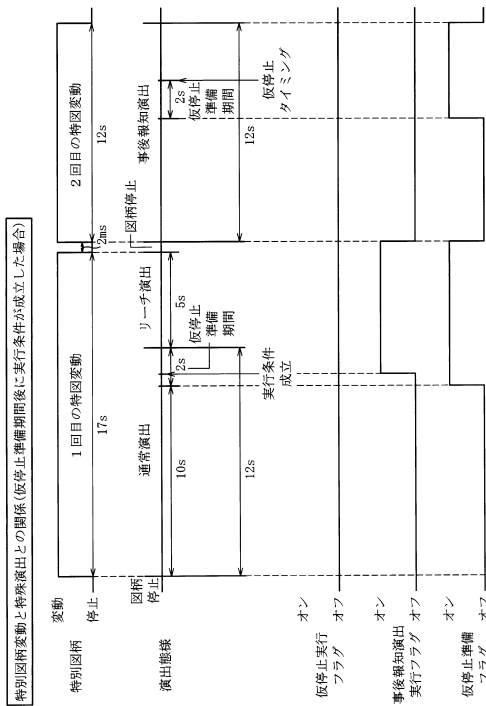 特別図柄変動と特殊演出との関係(仮停止準備期間後に実行条件が成立した場合)
特別図柄
変動
停止
1回目の特図変動
17s
2ms
2回目の特図変動
12s
演出態様
図柄
停止
通常演出
10s
2s
仮停止
準備
期間
リーチ演出
5s
図柄停止
事後報知演出
2s
仮停止
準備
期間
12s
実行条件
成立
12s
仮停止
タイミング
仮停止実行
フラグ
オン
オフ
事後報知演出
実行フラグ
オン
オフ
仮停止準備
フラグ
オン
オフ